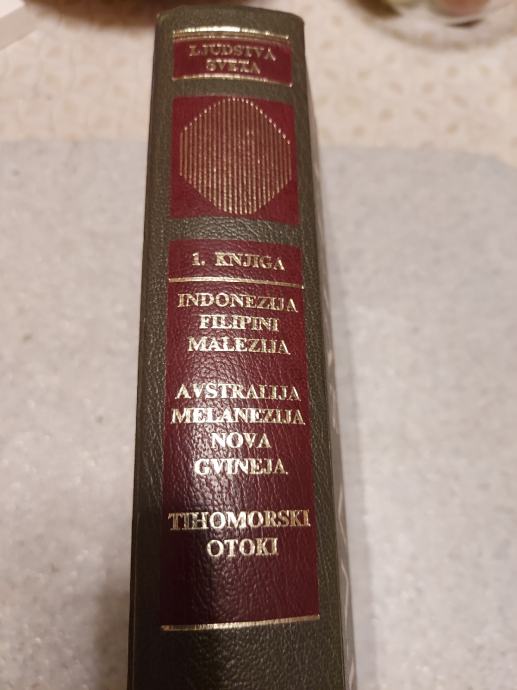 LJUDSTVA
SVETA
1. KNJIGA
INDONEZIJA
FILIPINI
MALEZIJA
AVSTRALIJA
MELANEZIJA
NOVA
GVINEJA
TIHOMORSKI
OTOKI